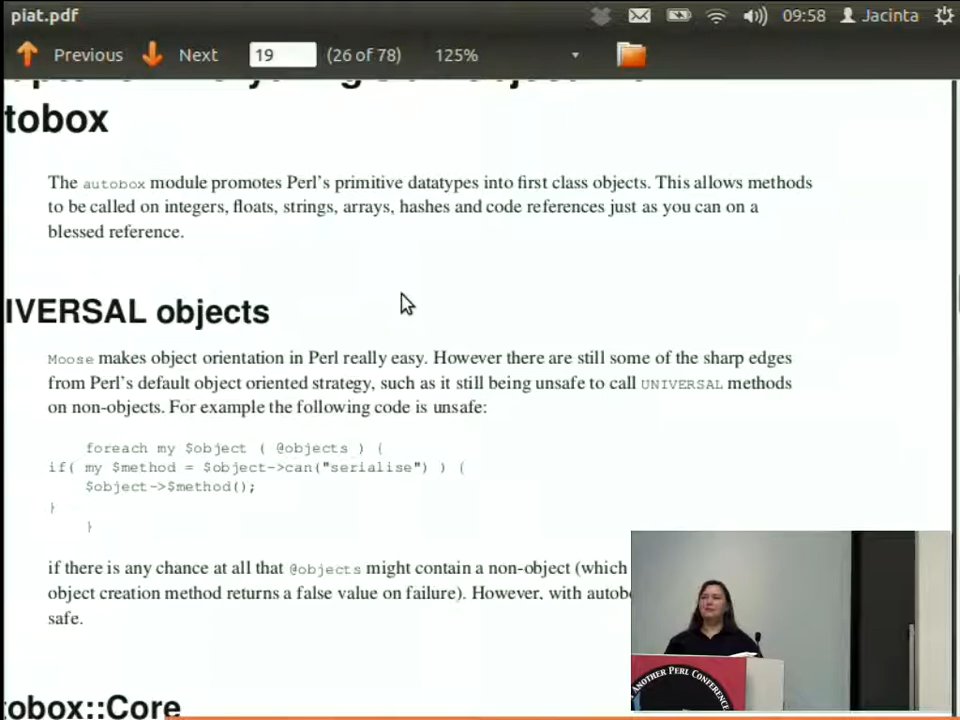 piat.pdf
09:58 Jacinta
Previous Next 19 (26 of 78) 125%
tobox
The autobox module promotes Perl's primitive datatypes into first class objects. This allows methods
to be called on integers, floats, strings, arrays, hashes and code references just as you can on a
blessed reference.
IVERSAL objects
Moose makes object orientation in Perl really easy. However there are still some of the sharp edges
from Perl's default object oriented strategy, such as it still being unsafe to call UNIVERSAL methods
on non-objects. For example the following code is unsafe:
foreach my $object ( @objects ) {
if( my $method = $object->can("serialise") ) {
$object->$method();
}
}
if there is any chance at all that @objects might contain a non-object (which
object creation method returns a false value on failure). However, with autob
safe.
ANOTHER PERL CONFERENCE
tobox::Core